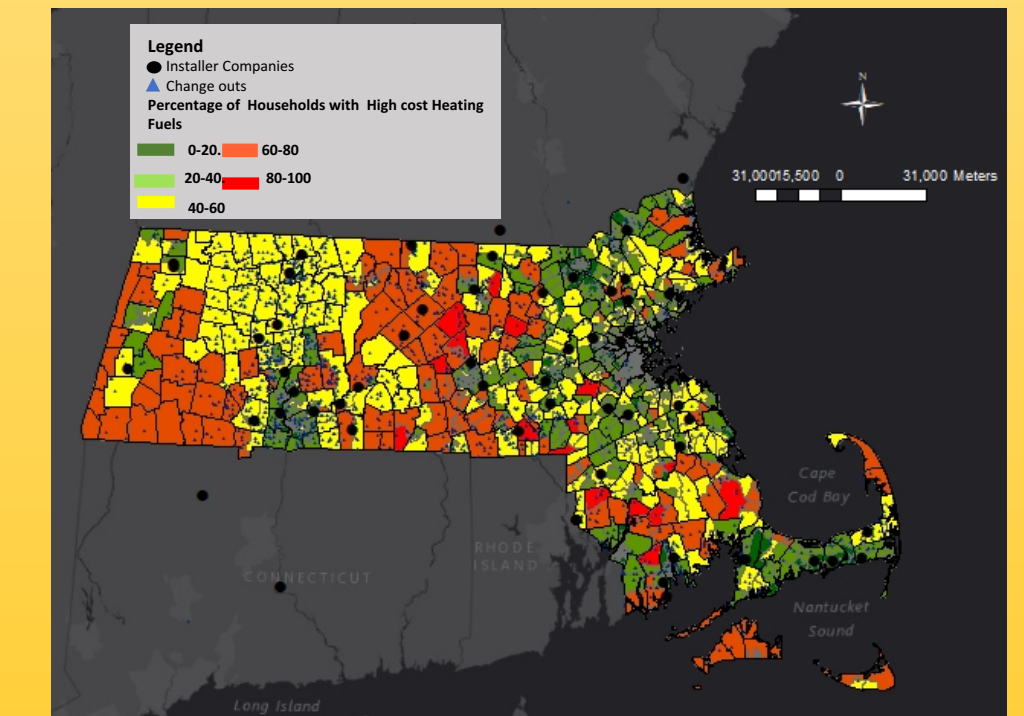 Legend
Installer Companies
Change outs
Percentage of Households with High cost Heating
Fuels
0-20. 60-80
20-40. 80-100
40-60
N
31,00015,500 0 31,000 Meters
Cape
Cod Bay
RHODE
ISLAND
CONNECTICUT
Nantucket
Sound
Long Island